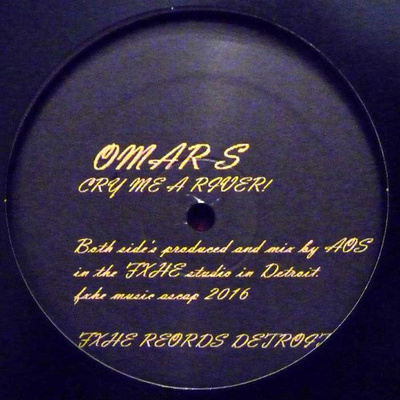 OMAR S
CRY ME A RIVER!
Both side's produced and mix by AOS
in the FXHE studio in Detroit.
fxhe music ascap 2016
FXHE REORDS DETROIT